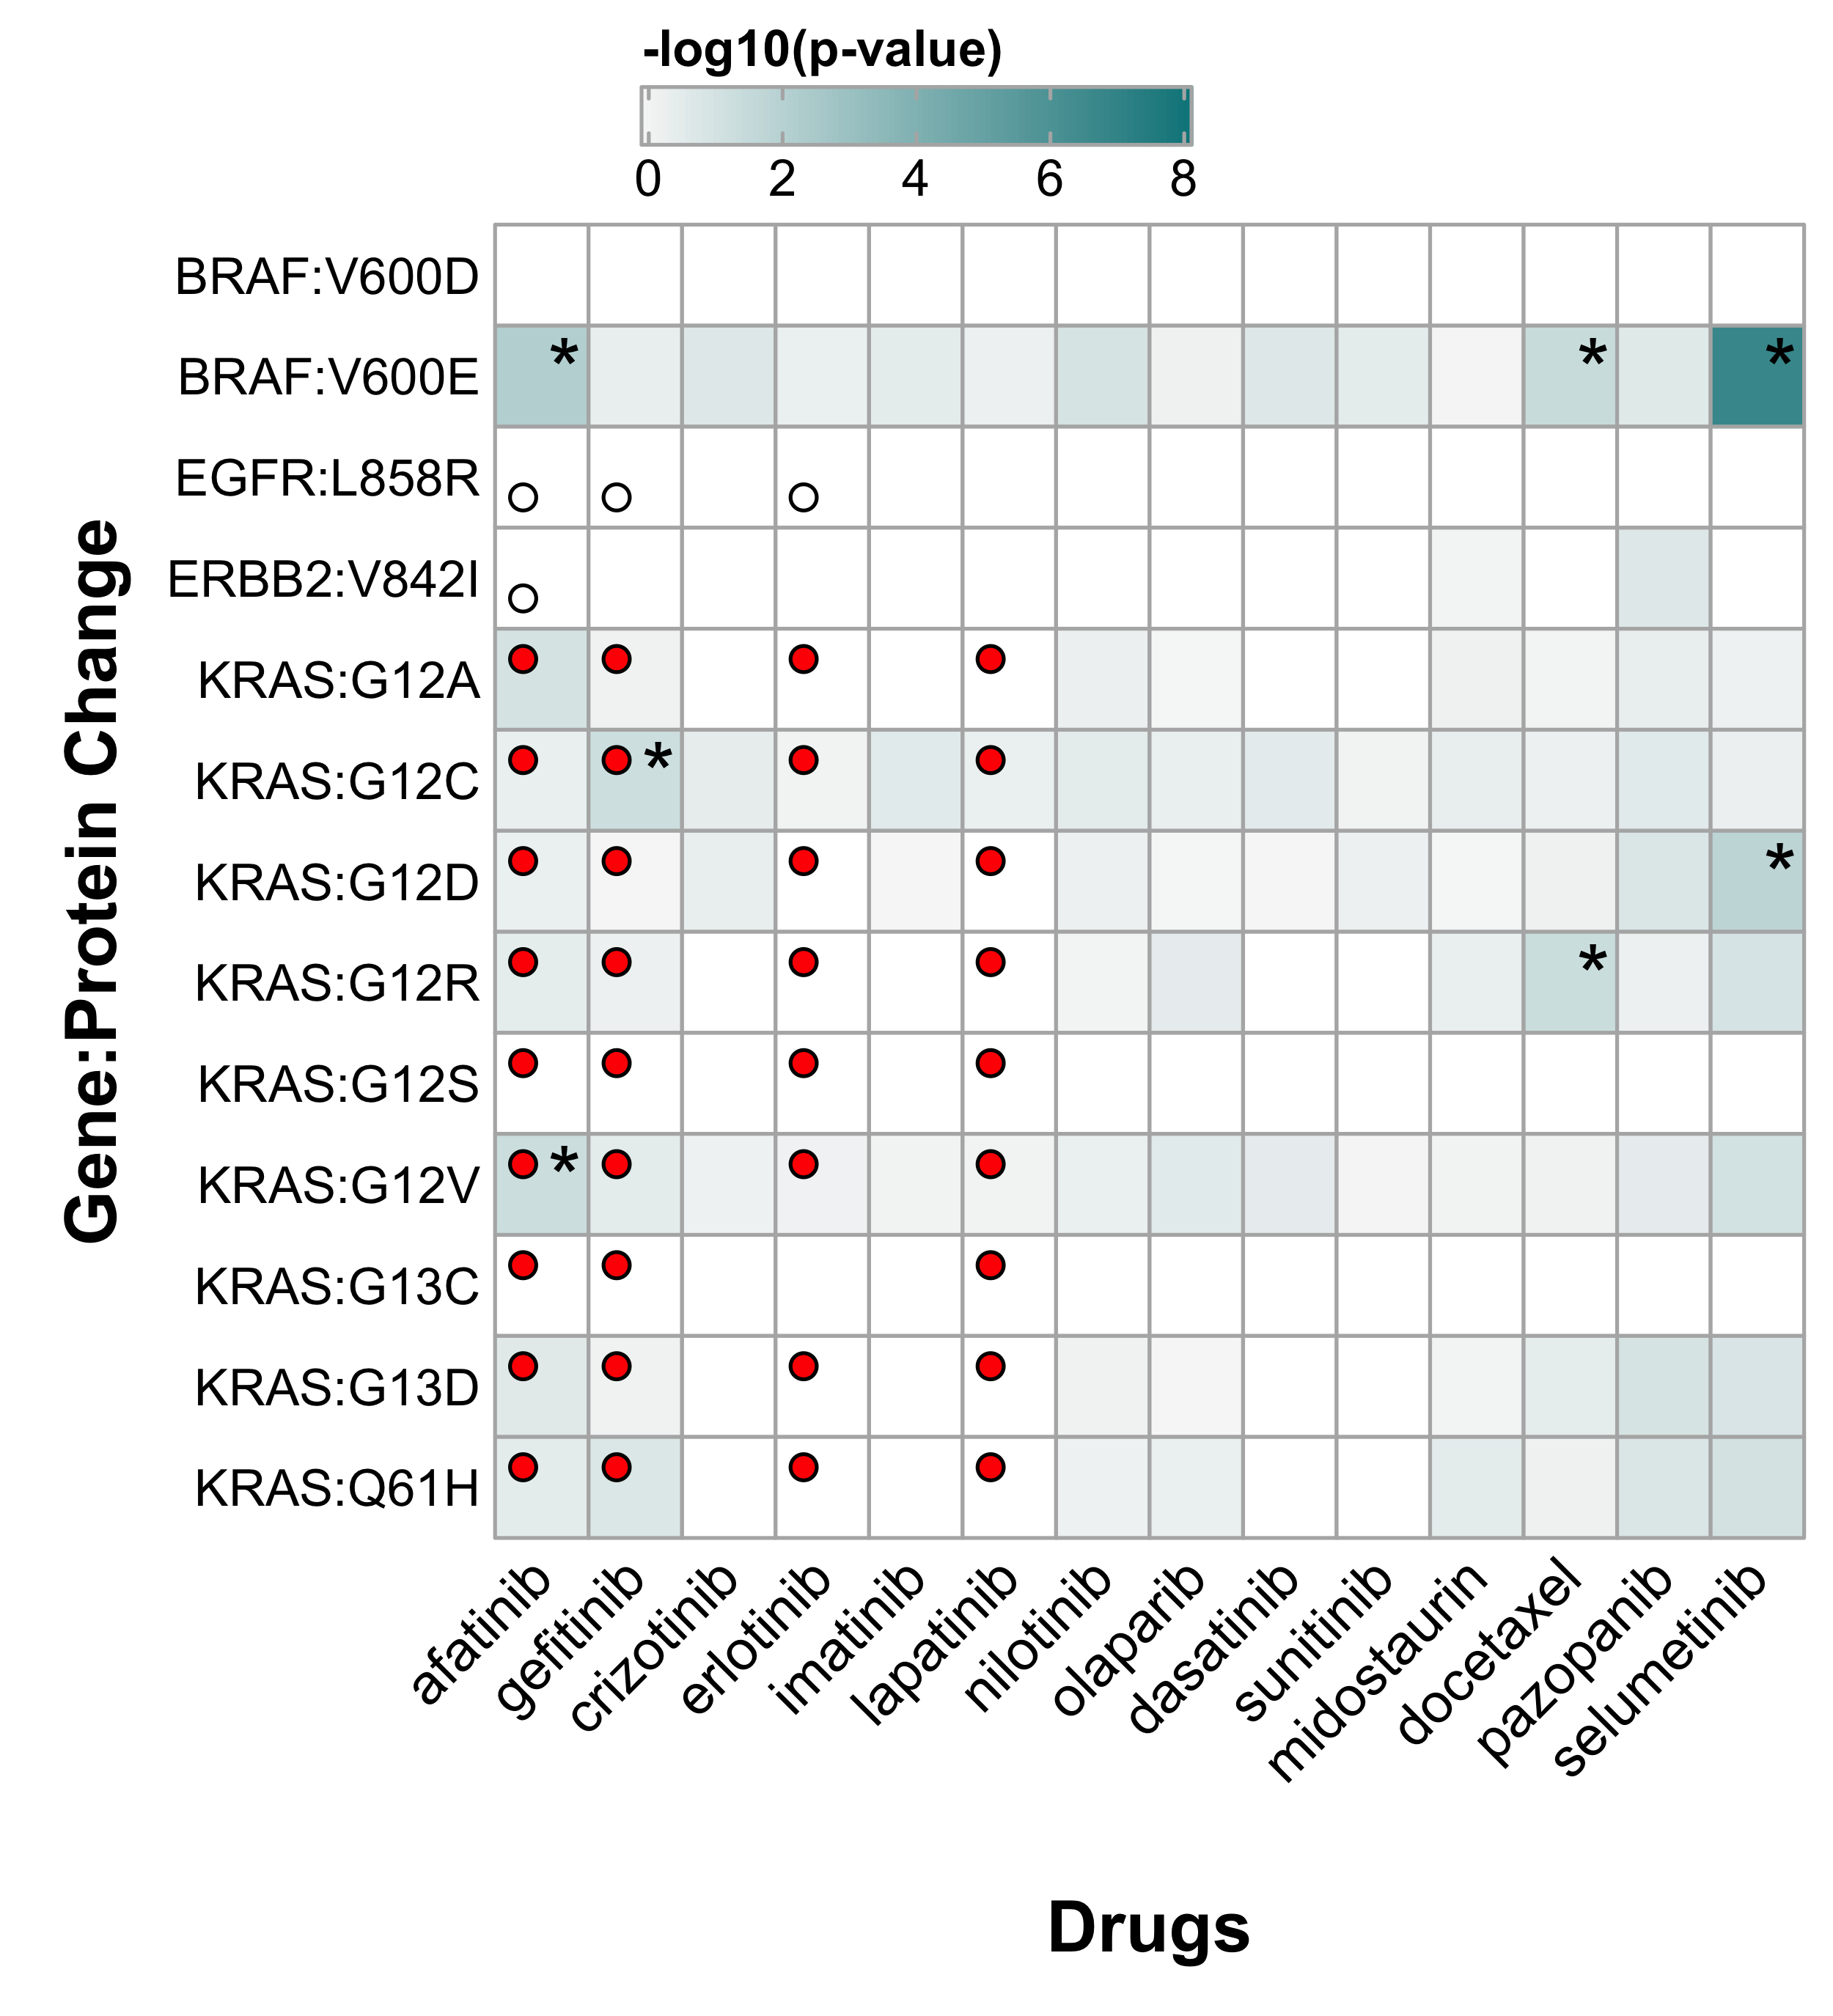 -log10(p-value)
0 2 4 6 8
Gene:Protein Change
BRAF:V600D
BRAF:V600E
* * *
EGFR:L858R
ERBB2:V842I
KRAS:G12A
KRAS:G12C
*
KRAS:G12D
*
KRAS:G12R
*
KRAS:G12S
KRAS:G12V
*
KRAS:G13C
KRAS:G13D
KRAS:Q61H
afatinib
gefitinib
crizotinib
erlotinib
imatinib
lapatinib
nilotinib
olaparib
dasatinib
sunitinib
midostaurin
docetaxel
pazopanib
selumetinib
Drugs